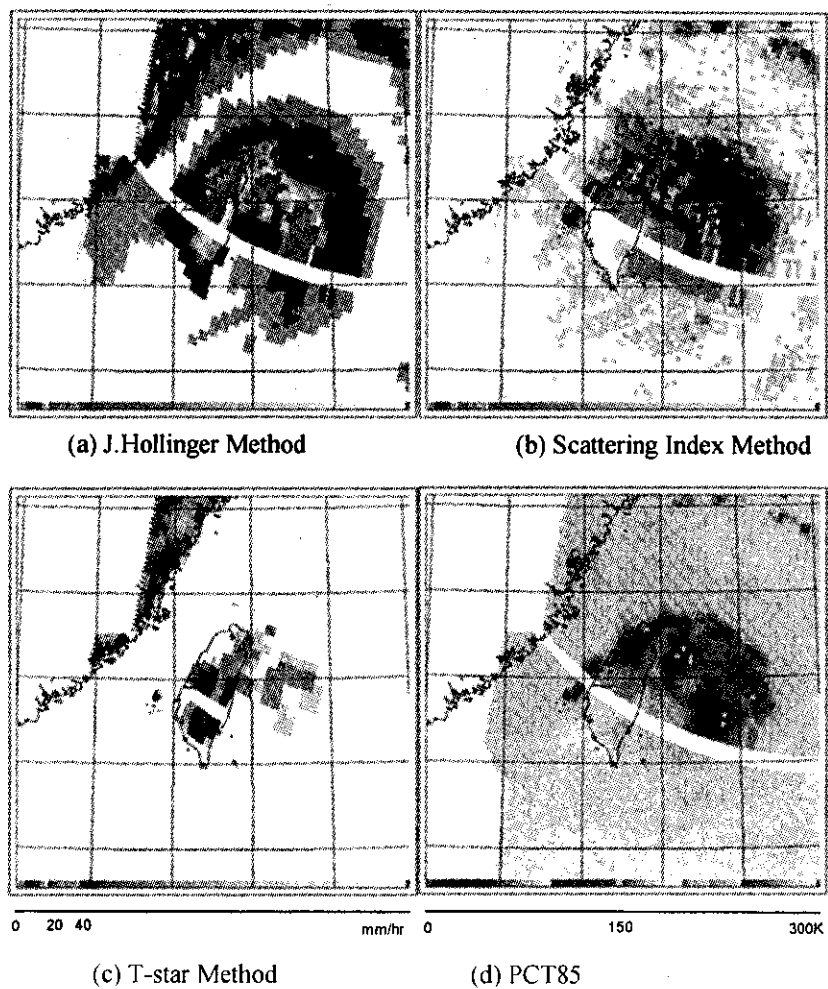 (a) J.Hollinger Method
(b) Scattering Index Method
0 20 40 mm/hr
0 150 300K
(c) T-star Method
(d) PCT85